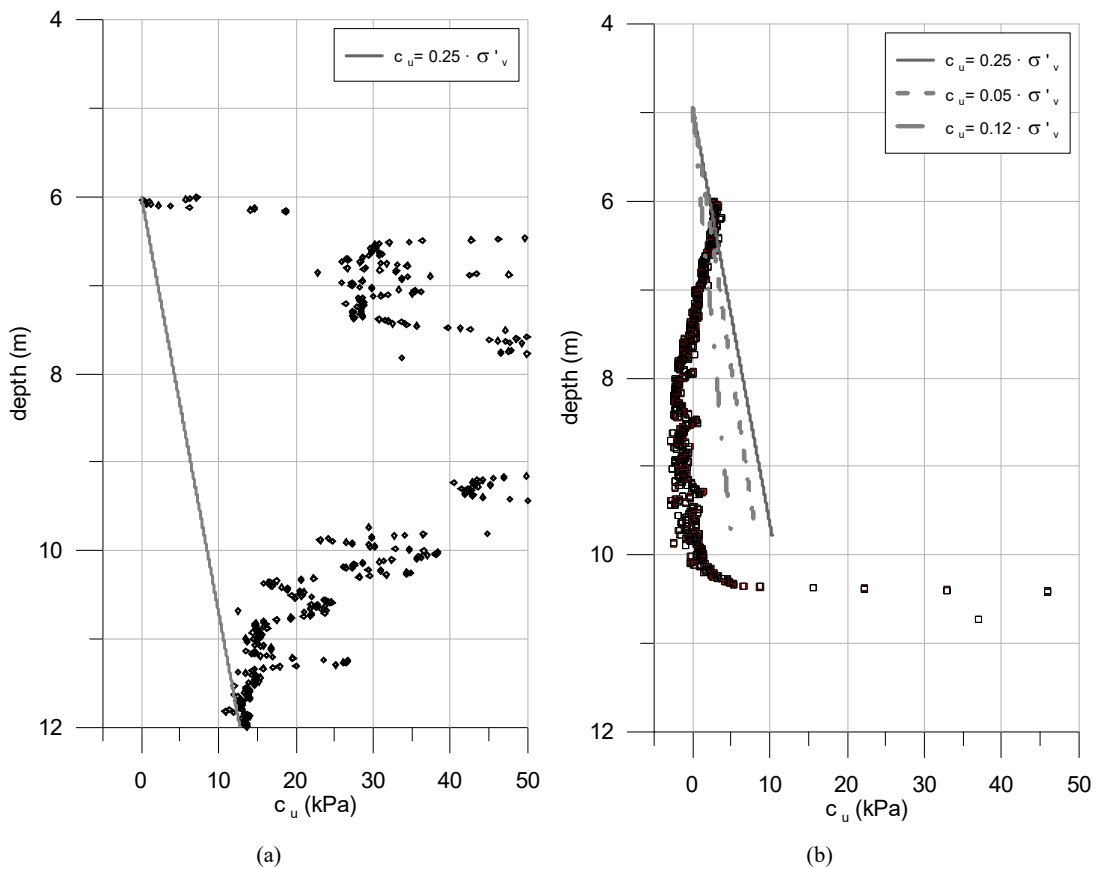 4
6
8
10
12
depth (m)
0
10
20
30
40
50
c u (kPa)
c u= 0.25 · σ 'v
(a)
4
6
8
10
12
depth (m)
0
10
20
30
40
50
c u (kPa)
c u= 0.25 · σ 'v
c u= 0.05 · σ 'v
c u= 0.12 · σ 'v
(b)